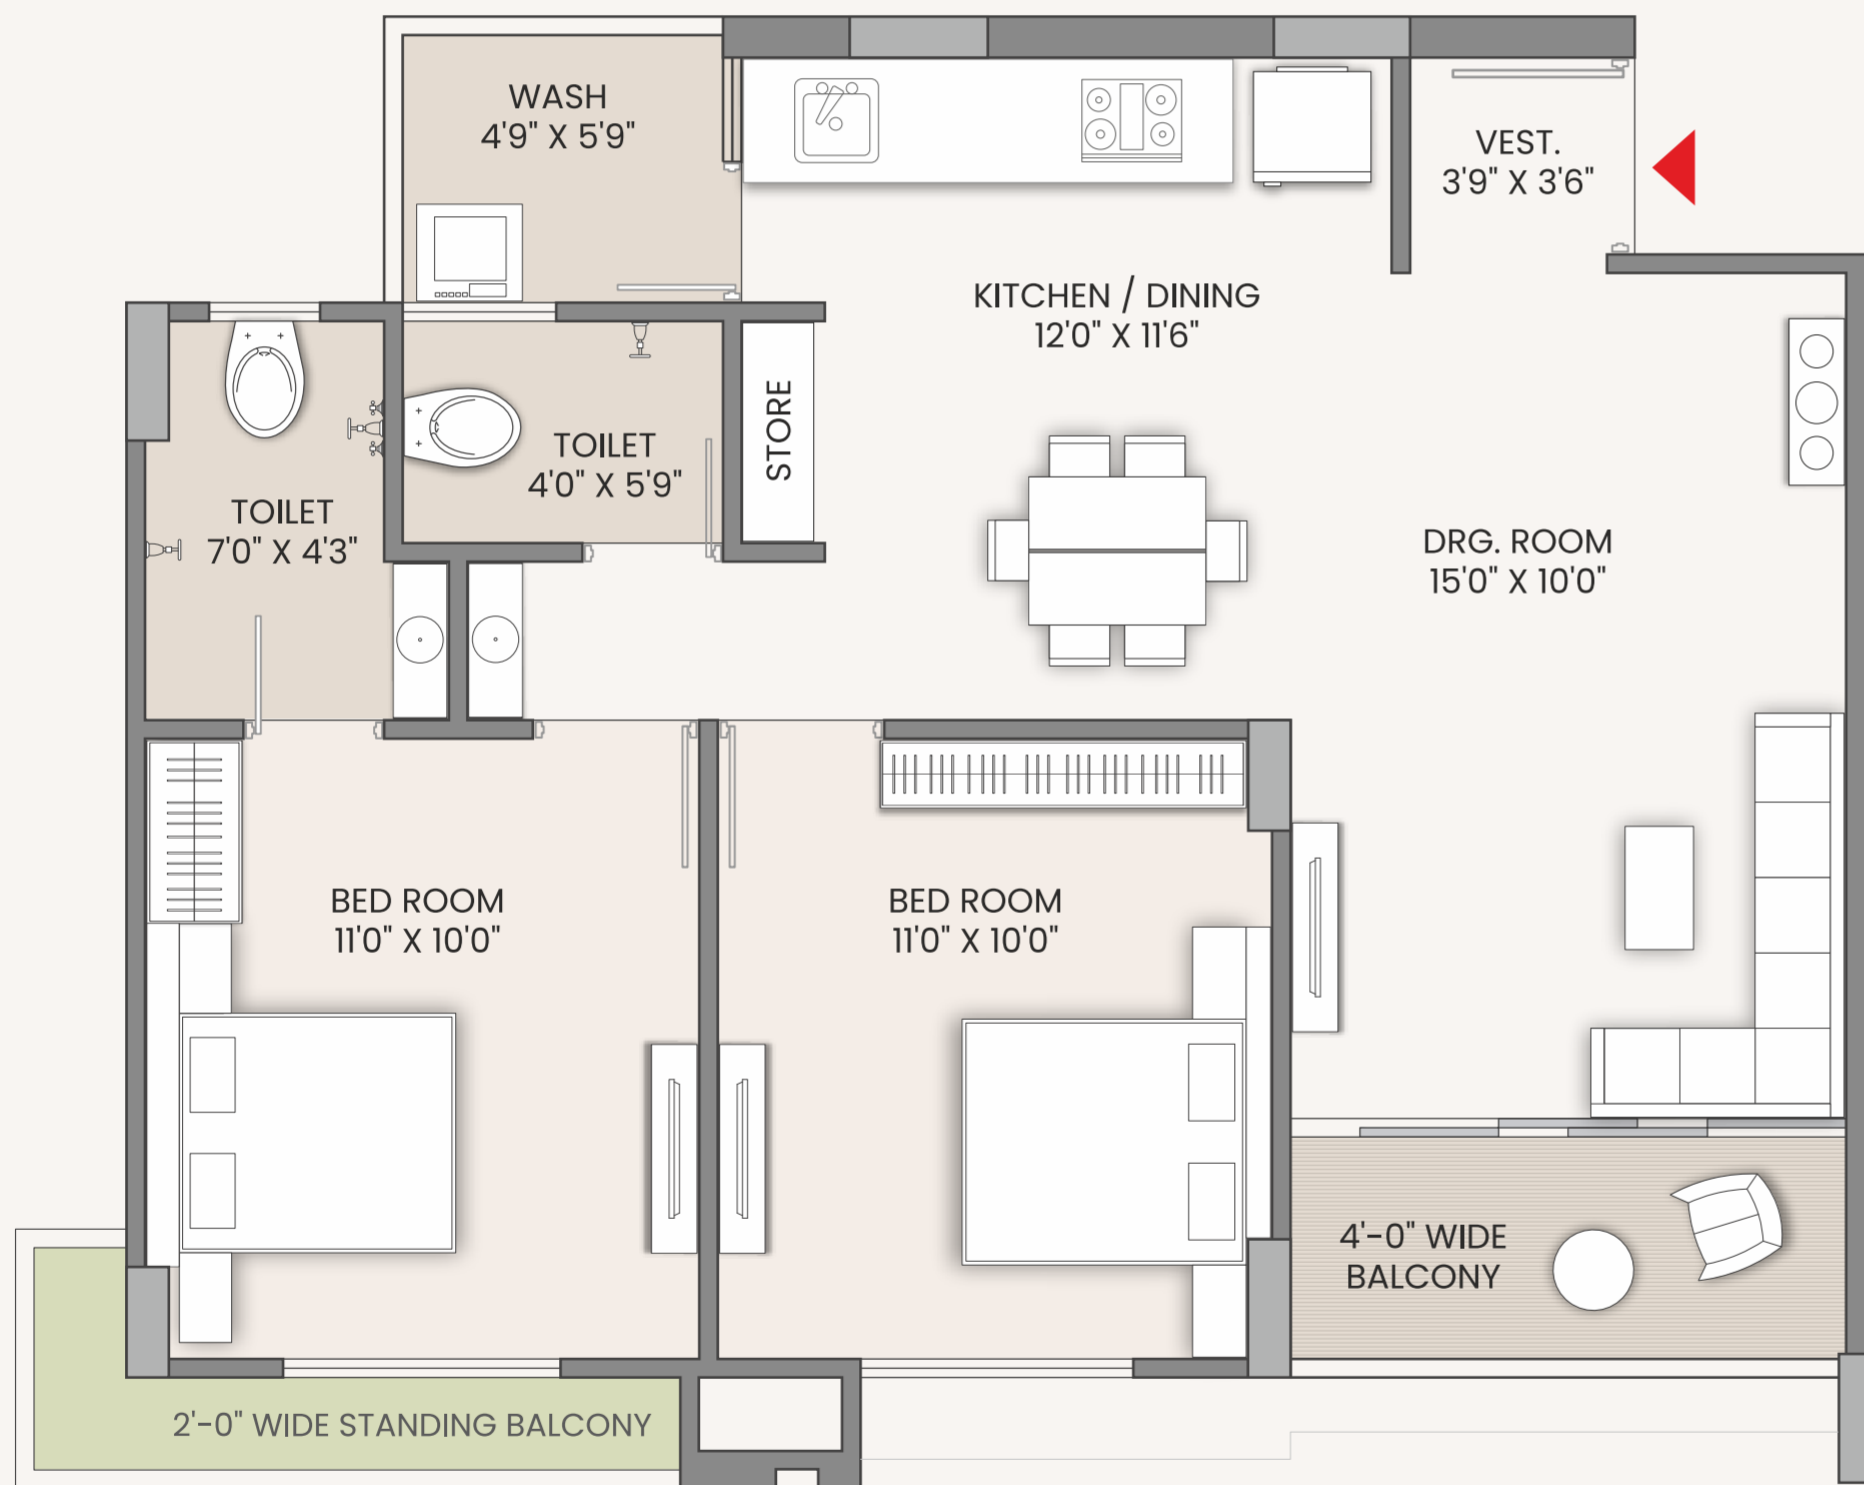 WASH
4'9" X 5'9"
VEST.
3'9" X 3'6"
KITCHEN / DINING
12'0" X 11'6"
STORE
TOILET
4'0" X 5'9"
TOILET
7'0" X 4'3"
DRG. ROOM
15'0" X 10'0"
BED ROOM
11'0" X 10'0"
BED ROOM
11'0" X 10'0"
4'-0" WIDE
BALCONY
2'-0" WIDE STANDING BALCONY